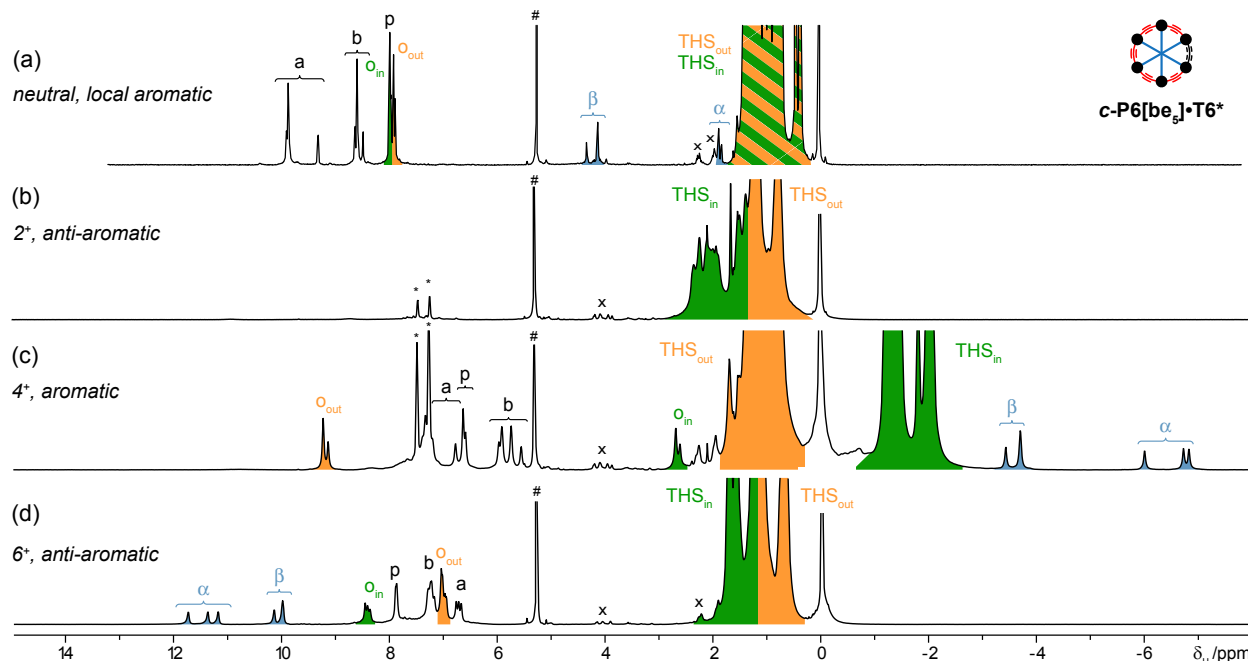 (a)
neutral, local aromatic
a
b
p
o_in
o_out
#
β
x
x
α
THS_out
THS_in
c-P6[be₅]•T6*
(b)
2⁺, anti-aromatic
*
*
#
x
THS_in
THS_out
(c)
4⁺, aromatic
o_out
*
*
a
p
b
#
x
o_in
THS_out
THS_in
β
α
(d)
6⁺, anti-aromatic
α
β
o_in
p
b
o_out
a
#
x
x
THS_in
THS_out
14 12 10 8 6 4 2 0 -2 -4 -6 δ_H/ppm